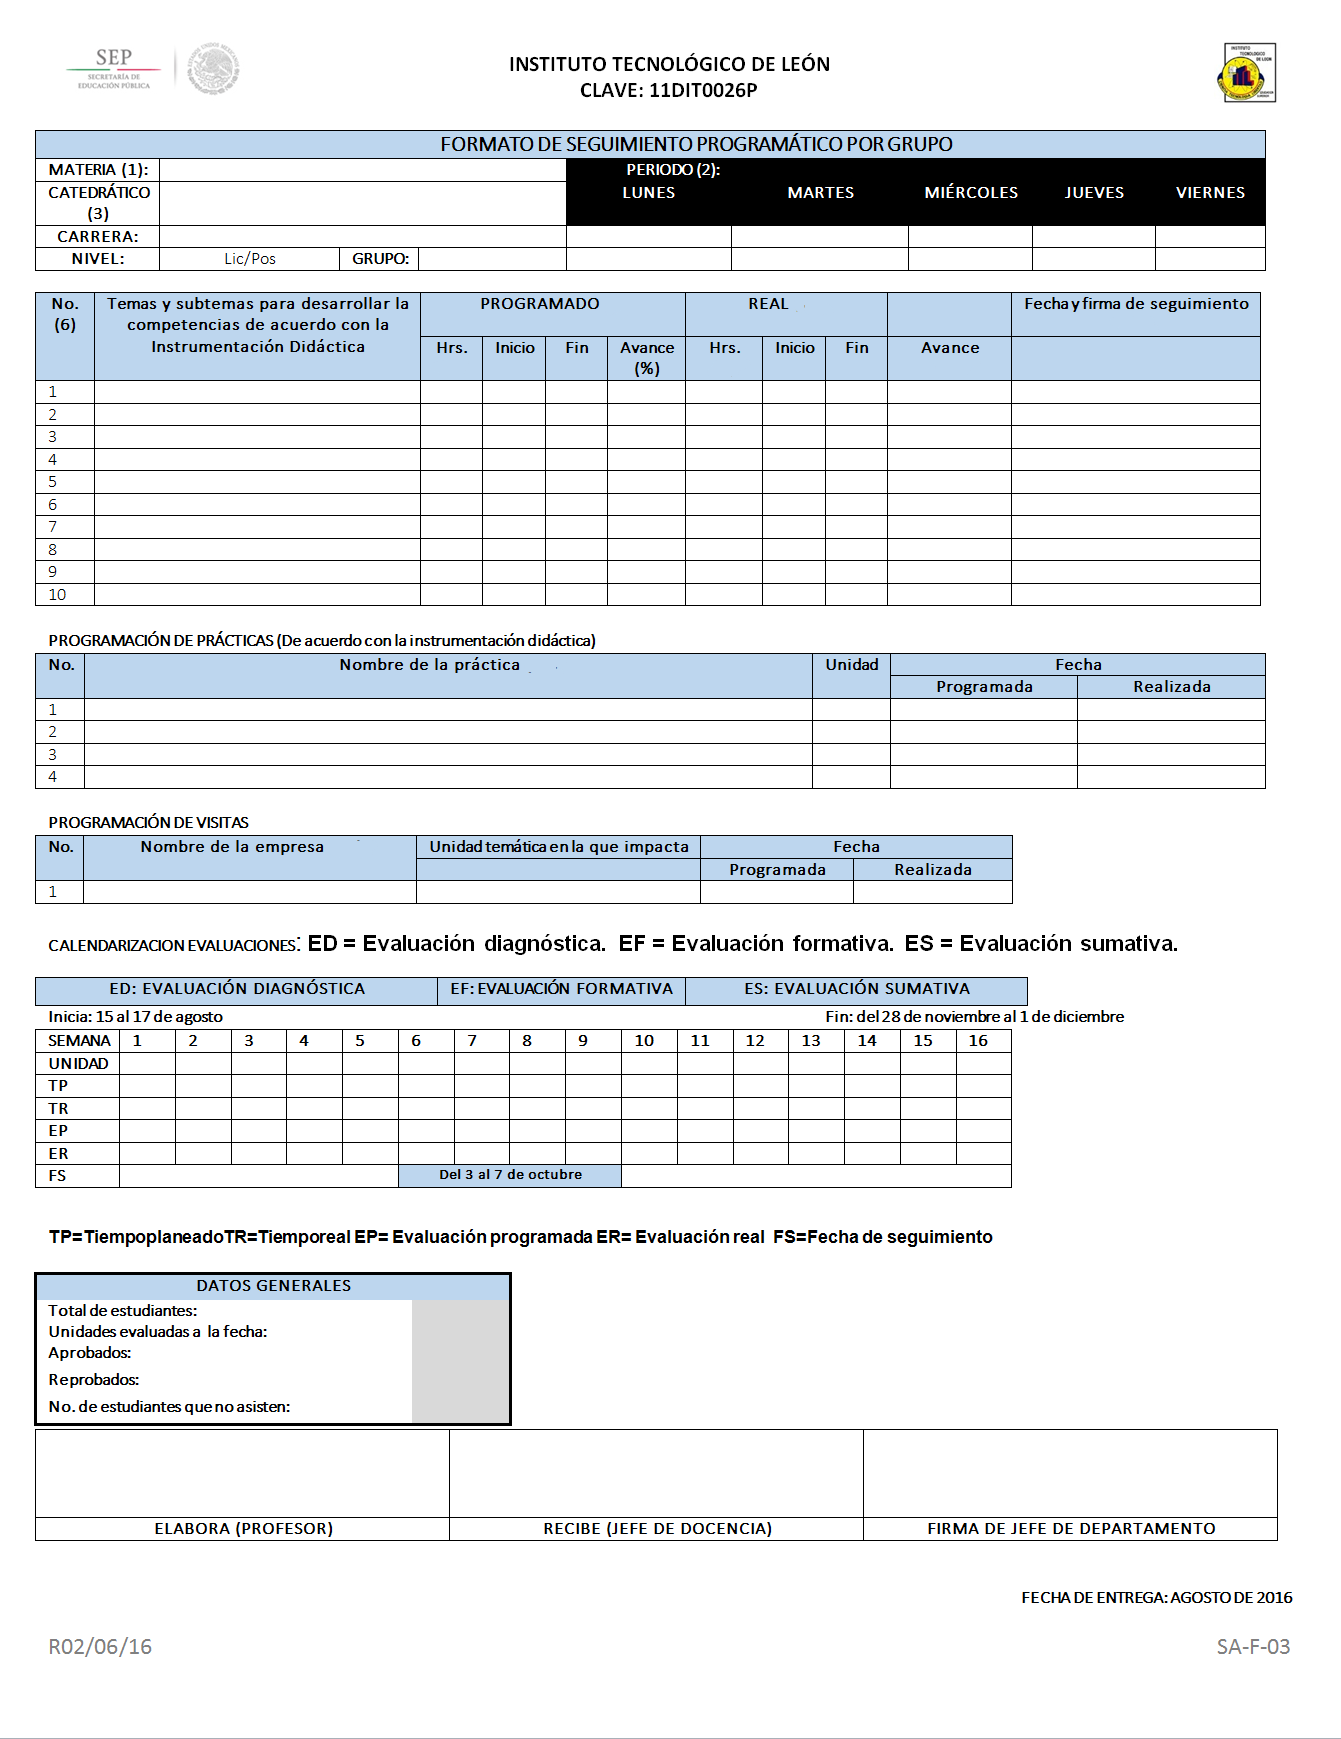 SEP
SECRETARÍA DE
EDUCACIÓN PÚBLICA
ESTADOS UNIDOS MEXICANOS
INSTITUTO TECNOLÓGICO DE LEÓN
CLAVE: 11DIT0026P
INSTITUTO
TECNOLOGICO
DE LEON
FORMATO DE SEGUIMIENTO PROGRAMÁTICO POR GRUPO
MATERIA (1): PERIODO (2):
CATEDRÁTICO (3) LUNES MARTES MIÉRCOLES JUEVES VIERNES
CARRERA:
NIVEL: Lic/Pos GRUPO:
No. (6) Temas y subtemas para desarrollar la competencias de acuerdo con la Instrumentación Didáctica PROGRAMADO REAL Fecha y firma de seguimiento
Hrs. Inicio Fin Avance (%) Hrs. Inicio Fin Avance
1
2
3
4
5
6
7
8
9
10
PROGRAMACIÓN DE PRÁCTICAS (De acuerdo con la instrumentación didáctica)
No. Nombre de la práctica Unidad Fecha
Programada Realizada
1
2
3
4
PROGRAMACIÓN DE VISITAS
No. Nombre de la empresa Unidad temática en la que impacta Fecha
Programada Realizada
1
CALENDARIZACION EVALUACIONES: ED = Evaluación diagnóstica. EF = Evaluación formativa. ES = Evaluación sumativa.
ED: EVALUACIÓN DIAGNÓSTICA EF: EVALUACIÓN FORMATIVA ES: EVALUACIÓN SUMATIVA
Inicia: 15 al 17 de agosto Fin: del 28 de noviembre al 1 de diciembre
SEMANA 1 2 3 4 5 6 7 8 9 10 11 12 13 14 15 16
UNIDAD
TP
TR
EP
ER
FS Del 3 al 7 de octubre
TP=TiempoplaneadoTR=Tiemporeal EP= Evaluación programada ER= Evaluación real FS=Fecha de seguimiento
DATOS GENERALES
Total de estudiantes:
Unidades evaluadas a la fecha:
Aprobados:
Reprobados:
No. de estudiantes que no asisten:
ELABORA (PROFESOR) RECIBE (JEFE DE DOCENCIA) FIRMA DE JEFE DE DEPARTAMENTO
FECHA DE ENTREGA: AGOSTO DE 2016
R02/06/16 SA-F-03